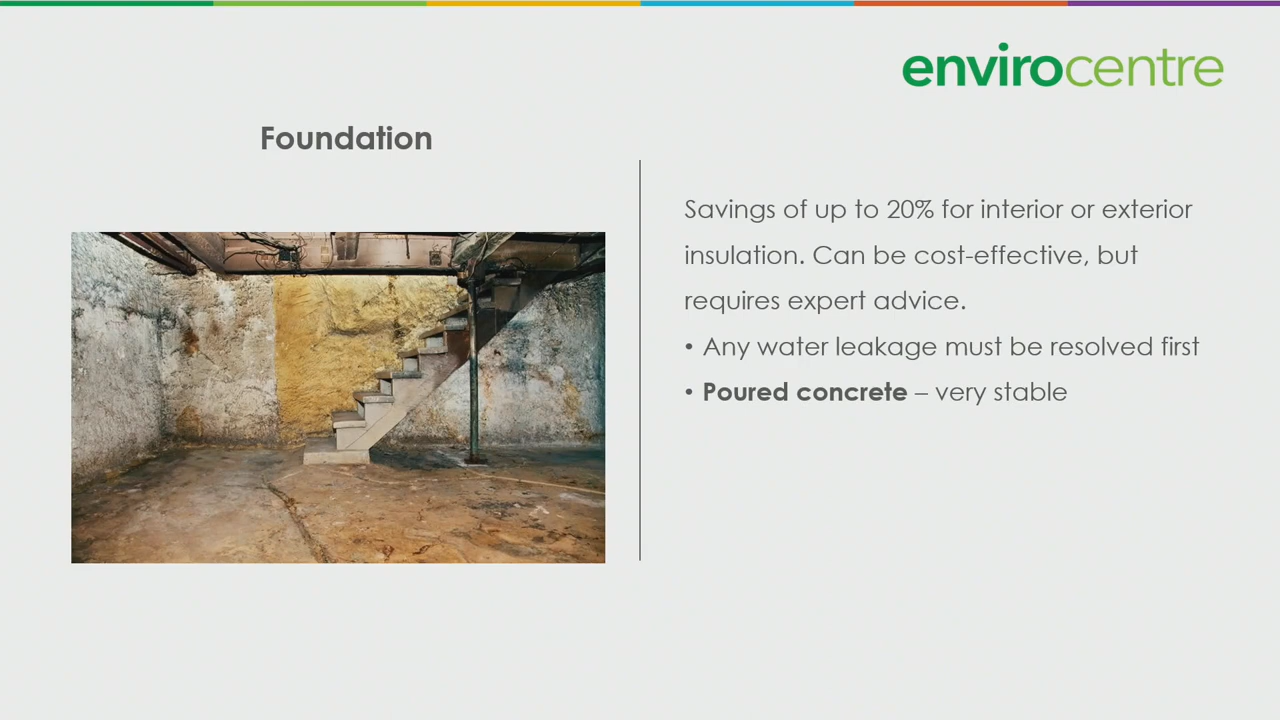 envirocentre
Foundation
Savings of up to 20% for interior or exterior
insulation. Can be cost-effective, but
requires expert advice.
• Any water leakage must be resolved first
• Poured concrete – very stable